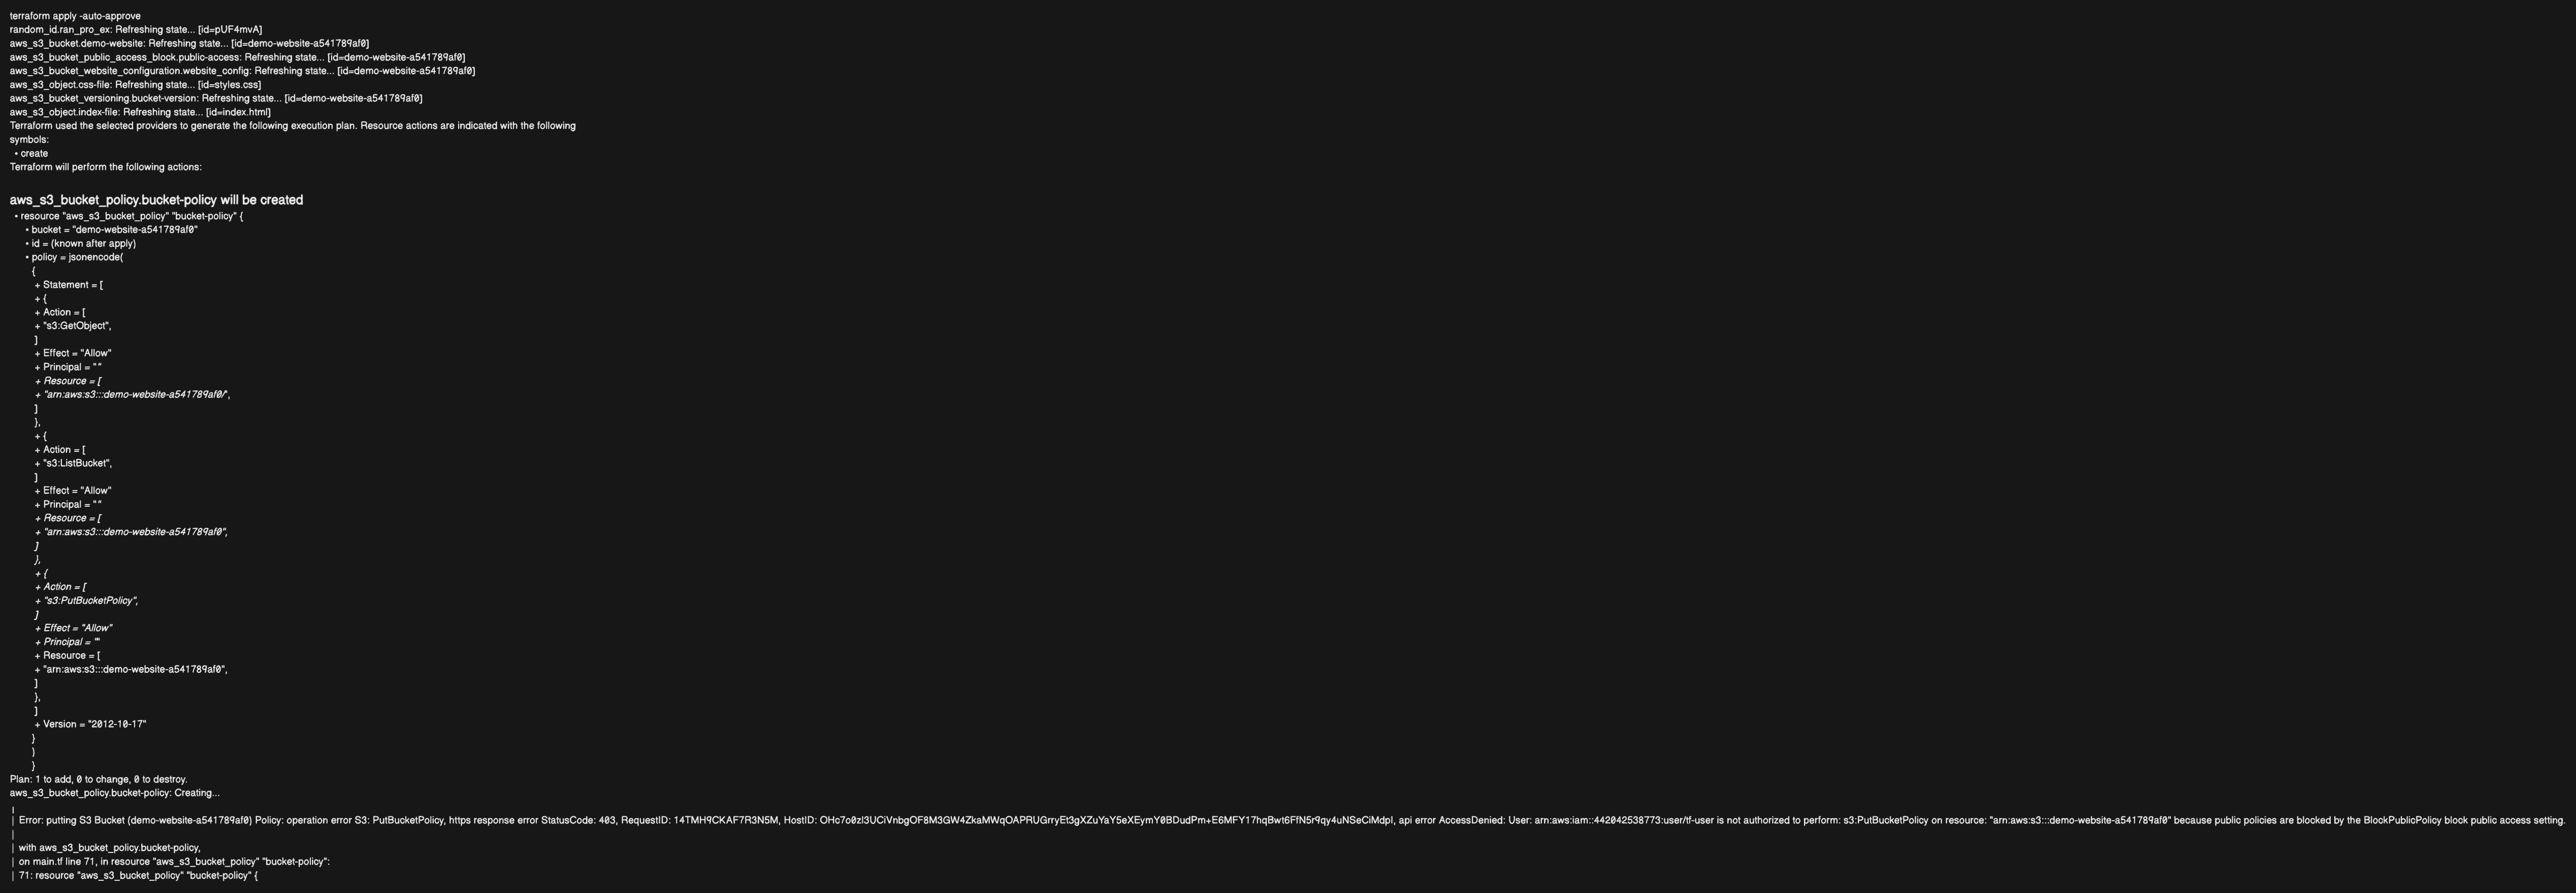 terraform apply -auto-approve
random_id.ran_pro_ex: Refreshing state... [id=pUF4mvA]
aws_s3_bucket.demo-website: Refreshing state... [id=demo-website-a541789af0]
aws_s3_bucket_public_access_block.public-access: Refreshing state... [id=demo-website-a541789af0]
aws_s3_bucket_website_configuration.website_config: Refreshing state... [id=demo-website-a541789af0]
aws_s3_object.css-file: Refreshing state... [id=styles.css]
aws_s3_bucket_versioning.bucket-version: Refreshing state... [id=demo-website-a541789af0]
aws_s3_object.index-file: Refreshing state... [id=index.html]
Terraform used the selected providers to generate the following execution plan. Resource actions are indicated with the following
symbols:
• create
Terraform will perform the following actions:
aws_s3_bucket_policy.bucket-policy will be created
• resource "aws_s3_bucket_policy" "bucket-policy" {
• bucket = "demo-website-a541789af0"
• id = (known after apply)
• policy = jsonencode(
{
+ Statement = [
+ {
+ Action = [
+ "s3:GetObject",
]
+ Effect = "Allow"
+ Principal = ""
+ Resource = [
+ "arn:aws:s3:::demo-website-a541789af0/",
]
},
+ {
+ Action = [
+ "s3:ListBucket",
]
+ Effect = "Allow"
+ Principal = ""
+ Resource = [
+ "arn:aws:s3:::demo-website-a541789af0",
]
},
+ {
+ Action = [
+ "s3:PutBucketPolicy",
]
+ Effect = "Allow"
+ Principal = ""
+ Resource = [
+ "arn:aws:s3:::demo-website-a541789af0",
]
},
]
+ Version = "2012-10-17"
}
)
}
Plan: 1 to add, 0 to change, 0 to destroy.
aws_s3_bucket_policy.bucket-policy: Creating...
╷
│ Error: putting S3 Bucket (demo-website-a541789af0) Policy: operation error S3: PutBucketPolicy, https response error StatusCode: 403, RequestID: 14TMH9CKAF7R3N5M, HostID: OHc7o0zI3UCiVnbgOF8M3GW4ZkaMWqOAPRUGrryEt3gXZuYaY5eXEymY0BDudPm+E6MFY17hqBwt6FfN5r9qy4uNSeCiMdpI, api error AccessDenied: User: arn:aws:iam::442042538773:user/tf-user is not authorized to perform: s3:PutBucketPolicy on resource: "arn:aws:s3:::demo-website-a541789af0" because public policies are blocked by the BlockPublicPolicy block public access setting.
│
│ with aws_s3_bucket_policy.bucket-policy,
│ on main.tf line 71, in resource "aws_s3_bucket_policy" "bucket-policy":
│ 71: resource "aws_s3_bucket_policy" "bucket-policy" {